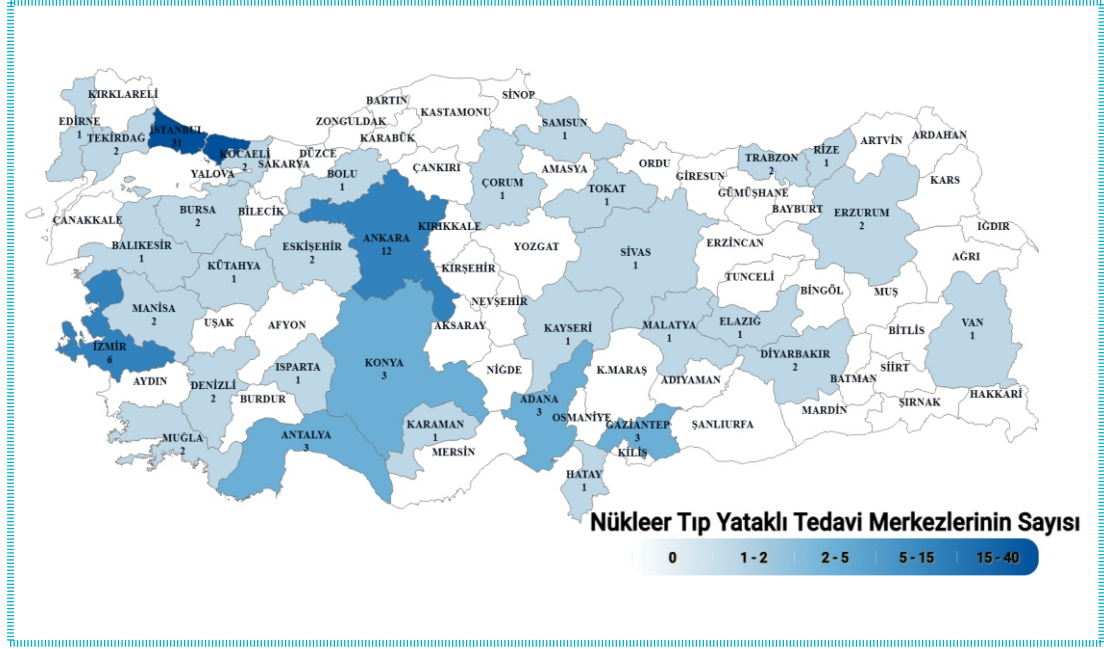 KIRKLARELİ
EDİRNE
1
TEKİRDAĞ
2
İSTANBUL
31
KOCAELİ
2
YALOVA
SAKARYA
DÜZCE
ZONGULDAK
BARTIN
KARABÜK
KASTAMONU
SİNOP
SAMSUN
1
BOLU
1
ÇANKIRI
ÇORUM
1
AMASYA
TOKAT
1
ORDU
GİRESUN
TRABZON
2
GÜMÜŞHANE
BAYBURT
RİZE
1
ARTVİN
ARDAHAN
KARS
IĞDIR
ERZURUM
2
AĞRI
ÇANAKKALE
BURSA
2
BİLECİK
BALIKESİR
1
KÜTAHYA
1
ESKİŞEHİR
2
ANKARA
12
KIRIKKALE
KIRŞEHİR
YOZGAT
SİVAS
1
ERZİNCAN
TUNCELİ
BİNGÖL
MUŞ
BİTLİS
VAN
1
MANİSA
2
UŞAK
AFYON
İZMİR
6
AYDIN
DENİZLİ
2
ISPARTA
1
BURDUR
KONYA
3
AKSARAY
NEVŞEHİR
NİĞDE
KAYSERİ
1
MALATYA
1
ELAZIĞ
1
DİYARBAKIR
2
BATMAN
SİİRT
ŞIRNAK
HAKKARİ
MARDİN
K.MARAŞ
ADIYAMAN
ŞANLIURFA
MUĞLA
2
ANTALYA
3
KARAMAN
1
MERSİN
ADANA
3
OSMANİYE
GAZİANTEP
3
KİLİS
HATAY
1
Nükleer Tıp Yataklı Tedavi Merkezlerinin Sayısı
0 1 - 2 2 - 5 5 - 15 15 - 40